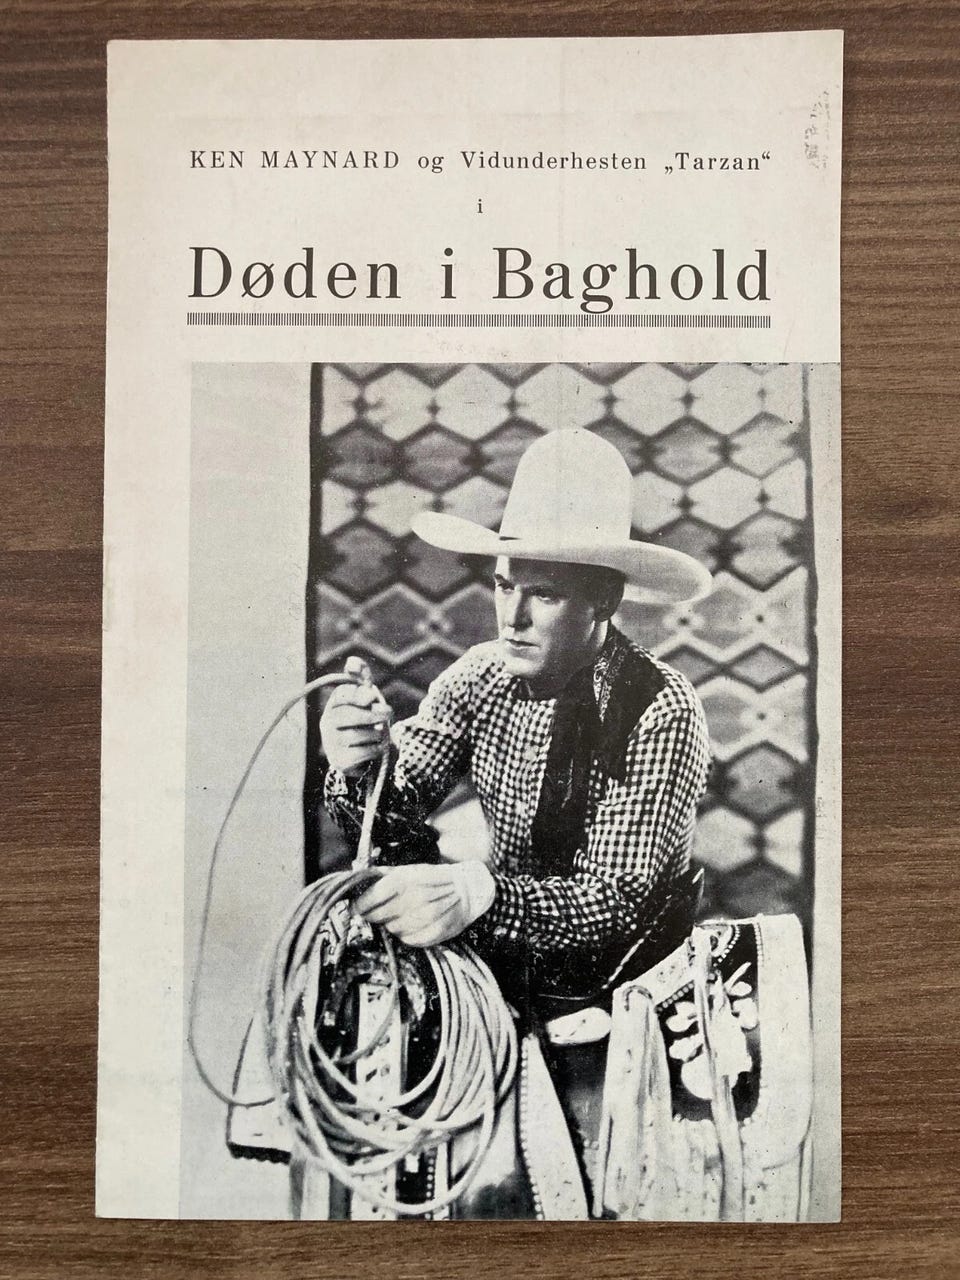 KEN MAYNARD og Vidunderhesten „Tarzan“
i
Døden i Baghold